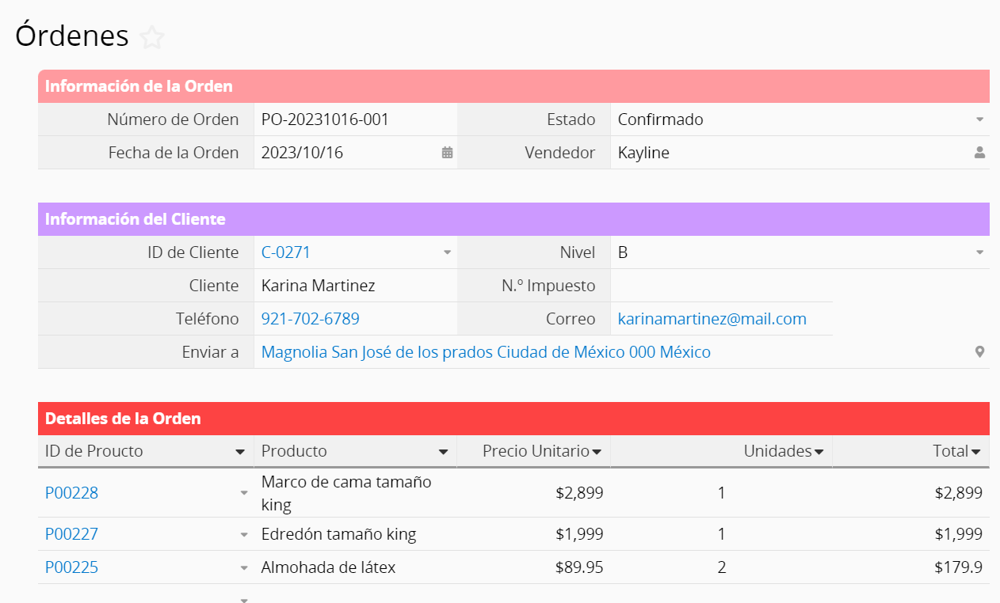 Órdenes
Información de la Orden
Número de Orden PO-20231016-001 Estado Confirmado
Fecha de la Orden 2023/10/16 Vendedor Kayline
Información del Cliente
ID de Cliente C-0271 Nivel B
Cliente Karina Martinez N.º Impuesto
Teléfono 921-702-6789 Correo karinamartinez@mail.com
Enviar a Magnolia San José de los prados Ciudad de México 000 México
Detalles de la Orden
ID de Proucto Producto Precio Unitario Unidades Total
P00228 Marco de cama tamaño king $2,899 1 $2,899
P00227 Edredón tamaño king $1,999 1 $1,999
P00225 Almohada de látex $89.95 2 $179.9